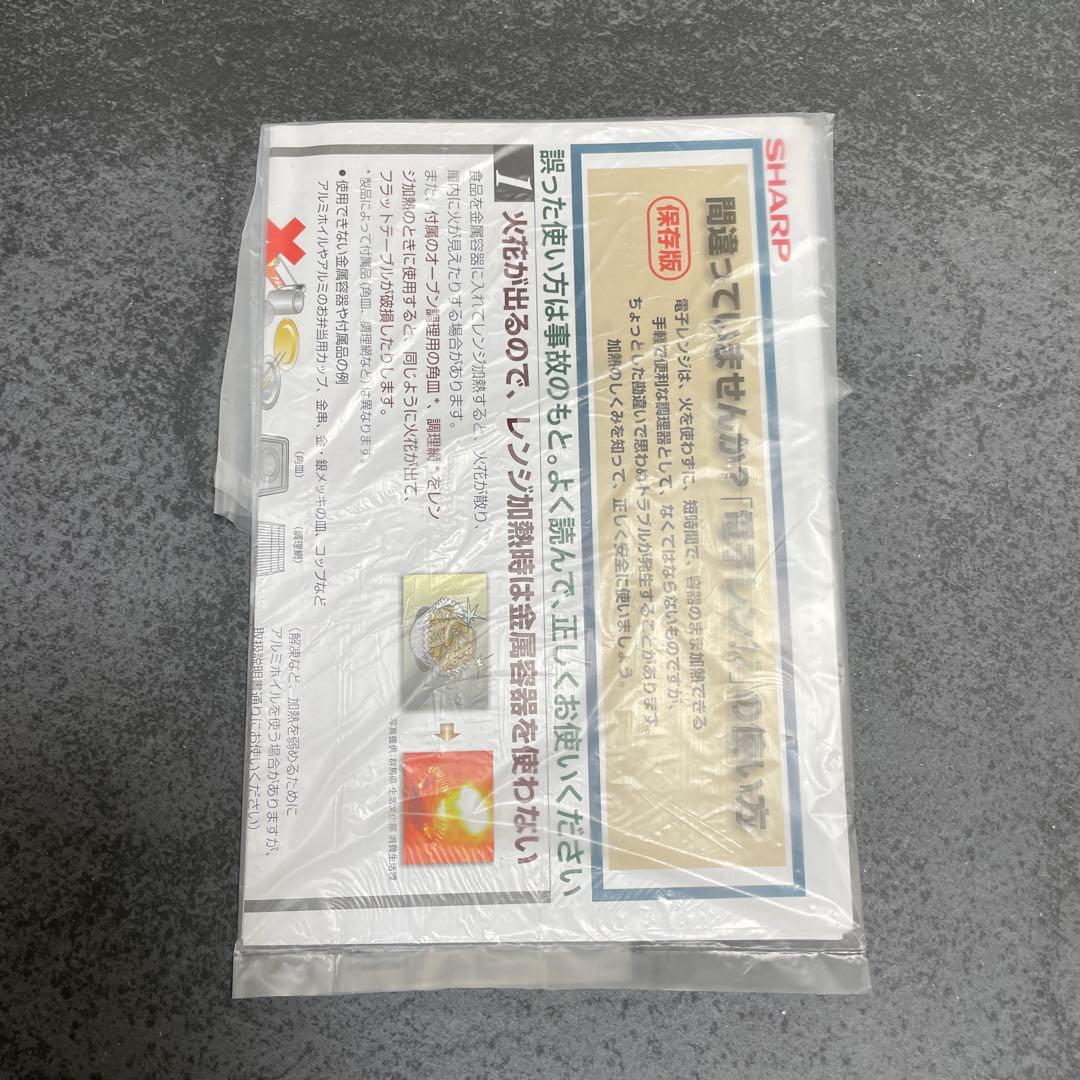 SHARP
間違っていませんか？「電子レンジ」の使い方
保存版
電子レンジは、火を使わずに、短時間で、容器のまま加熱できる
手軽で便利な調理器として、なくてはならないものですが、
ちょっとした勘違いで思わぬトラブルが発生することがあります。
加熱のしくみを知って、正しく安全に使いましょう。
誤った使い方は事故のもと。よく読んで、正しくお使いください
1 火花が出るので、レンジ加熱時は金属容器を使わない
食品を金属容器に入れてレンジ加熱すると、火花が散り、
庫内に火が見えたりする場合があります。
また、付属のオーブン調理用の角皿*、調理網*をレン
ジ加熱のときに使用すると、同じように火花が出て、
フラットテーブルが破損したりします。
*製品によって付属品(角皿、調理網など)は異なります。
写真提供：群馬県 生活文化部 消費生活課
●使用できない金属容器や付属品の例
アルミホイルやアルミのお弁当用カップ、金串、金・銀メッキの皿、コップなど
(角皿)
(調理網)
(解凍など、加熱を弱めるために
アルミホイルを使う場合がありますが、
取扱説明書通りにお使いください)